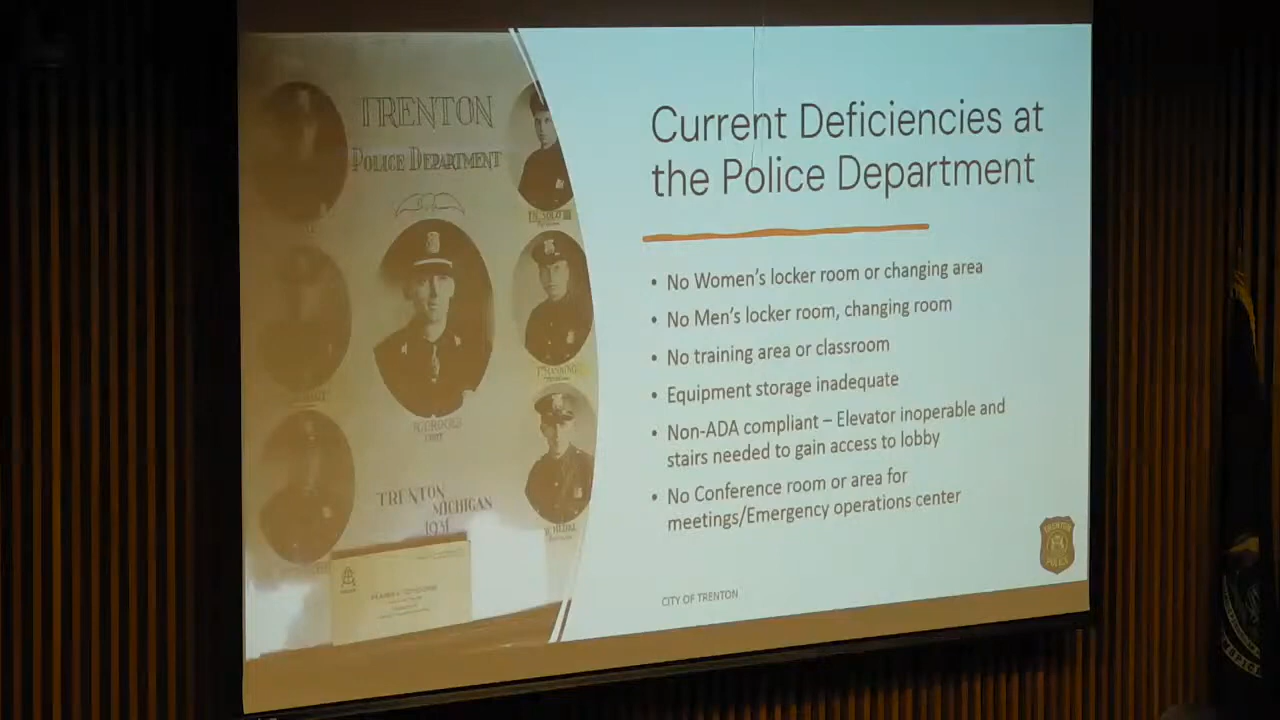 TRENTON
POLICE DEPARTMENT
TRENTON
MICHIGAN
Current Deficiencies at
the Police Department
• No Women's locker room or changing area
• No Men's locker room, changing room
• No training area or classroom
• Equipment storage inadequate
• Non-ADA compliant – Elevator inoperable and
stairs needed to gain access to lobby
• No Conference room or area for
meetings/Emergency operations center
CITY OF TRENTON
TRENTON
POLICE